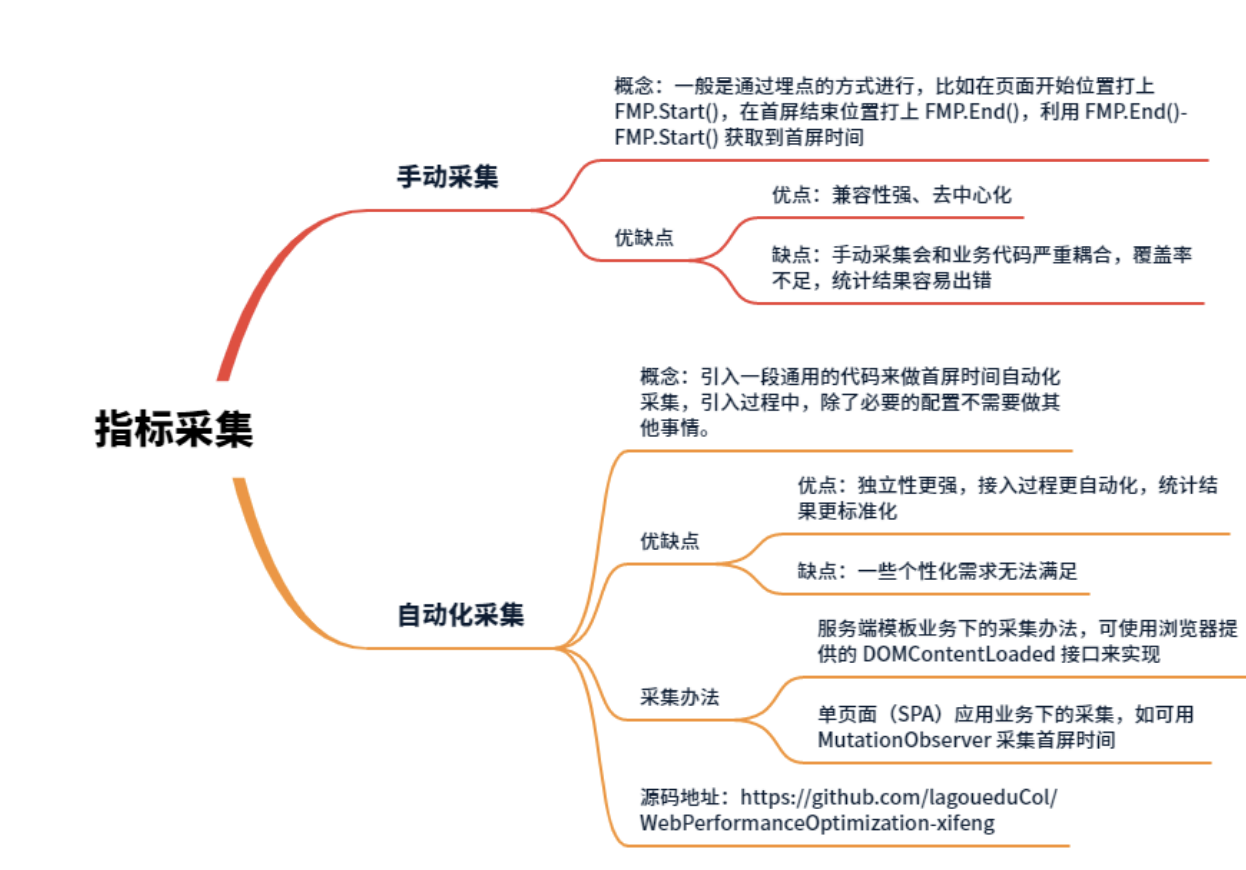 概念：一般是通过埋点的方式进行，比如在页面开始位置打上
FMP.Start()，在首屏结束位置打上 FMP.End()，利用 FMP.End()-
FMP.Start() 获取到首屏时间
手动采集
优点：兼容性强、去中心化
优缺点
缺点：手动采集会和业务代码严重耦合，覆盖率
不足，统计结果容易出错
指标采集
概念：引入一段通用的代码来做首屏时间自动化
采集，引入过程中，除了必要的配置不需要做其
他事情。
优点：独立性更强，接入过程更自动化，统计结
果更标准化
优缺点
缺点：一些个性化需求无法满足
自动化采集
服务端模板业务下的采集办法，可使用浏览器提
供的 DOMContentLoaded 接口来实现
采集办法
单页面（SPA）应用业务下的采集，如可用
MutationObserver 采集首屏时间
源码地址：https://github.com/lagoueduCol/
WebPerformanceOptimization-xifeng